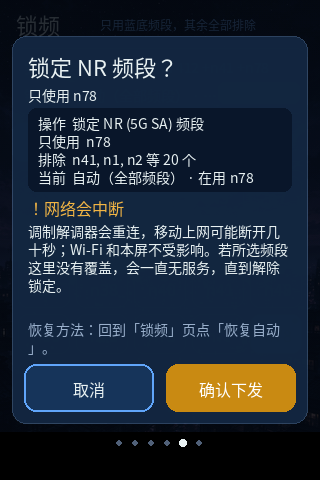 锁频
只用蓝底频段，其余全部排除
锁定 NR 频段？
只使用 n78
操作 锁定 NR (5G SA) 频段
只使用 n78
排除 n41, n1, n2 等 20 个
当前 自动（全部频段） · 在用 n78
！网络会中断
调制解调器会重连，移动上网可能断开几
十秒；Wi-Fi 和本屏不受影响。若所选频段
这里没有覆盖，会一直无服务，直到解除
锁定。
恢复方法：回到「锁频」页点「恢复自动
」。
取消
确认下发